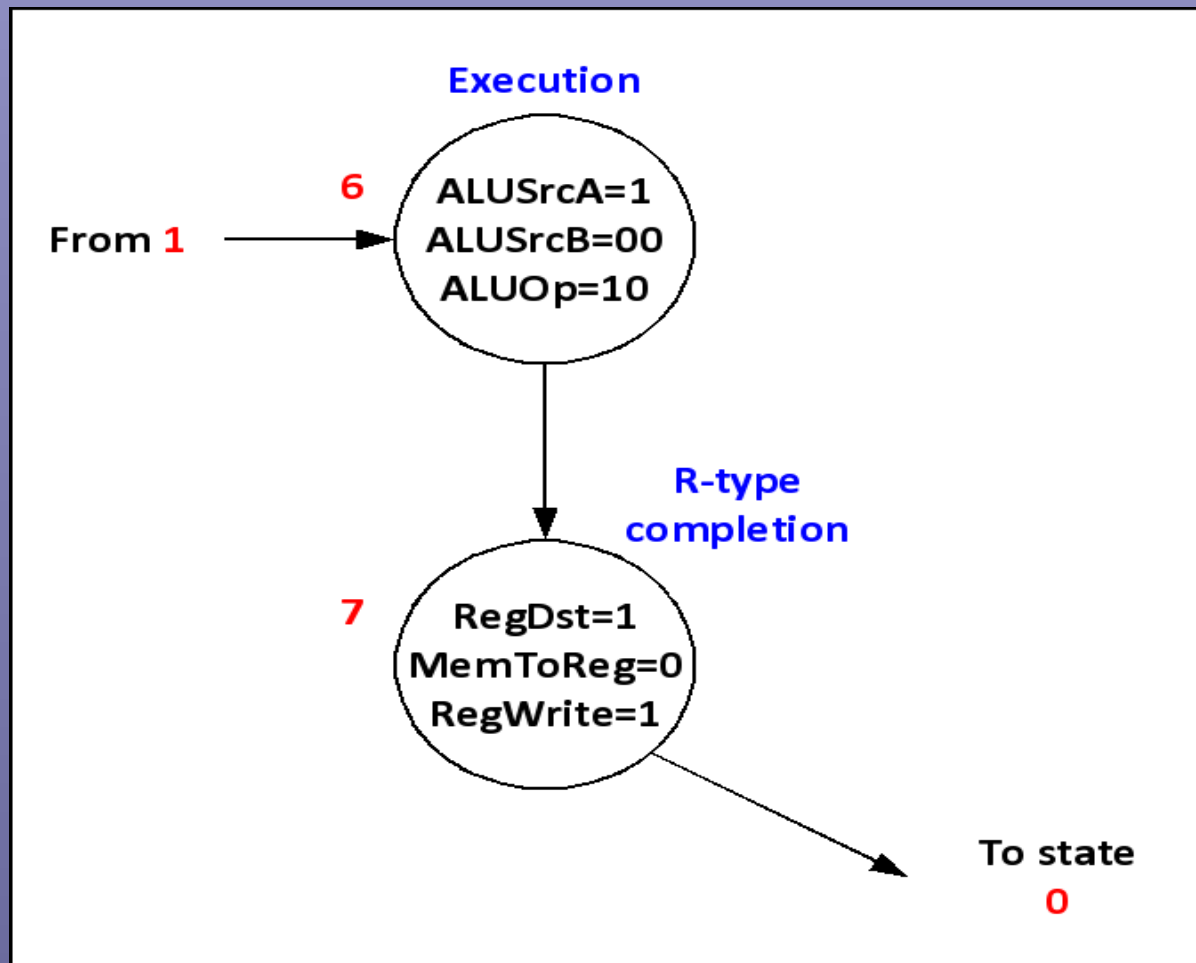 Execution
6
ALUSrcA=1
From 1
ALUSrcB=00
ALUOp=10
R-type
completion
7
RegDst=1
MemToReg=0
RegWrite=1
To state
0